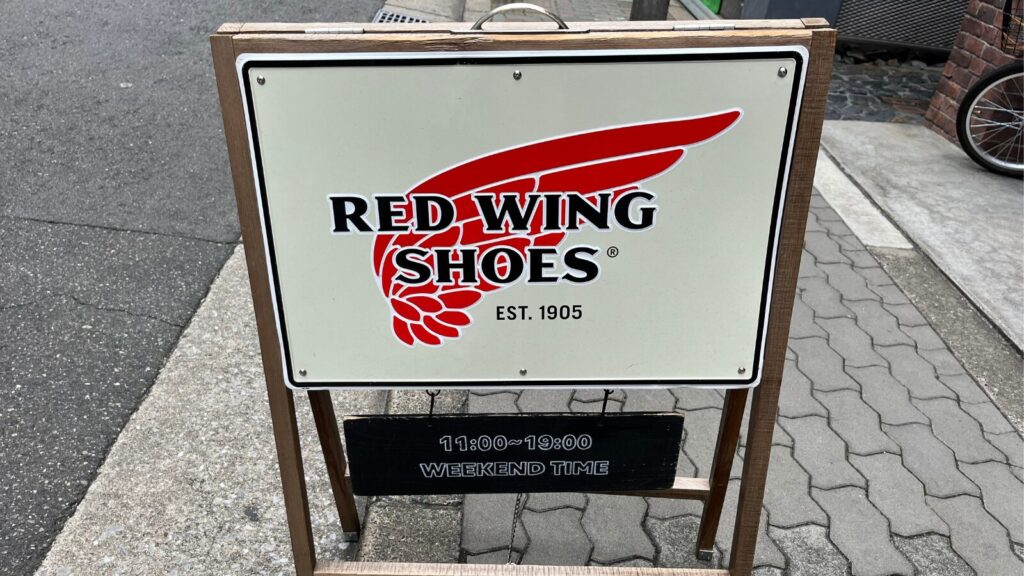 RED WING
SHOES®
EST. 1905
11:00~19:00
WEEKEND TIME